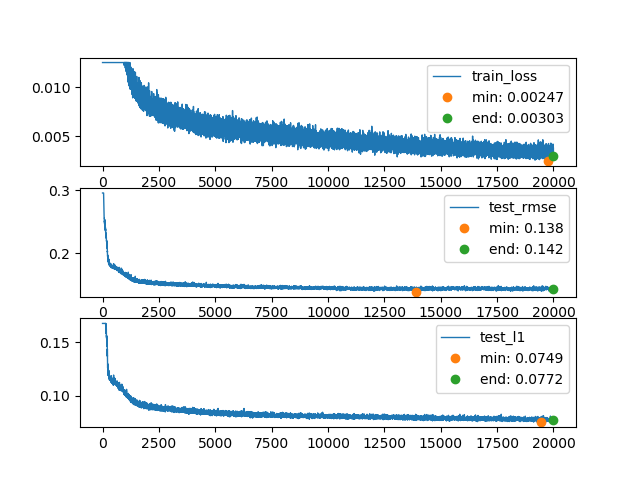 0.010
0.005
train_loss
min: 0.00247
end: 0.00303
0 2500 5000 7500 10000 12500 15000 17500 20000
0.3
0.2
test_rmse
min: 0.138
end: 0.142
0 2500 5000 7500 10000 12500 15000 17500 20000
0.15
0.10
test_l1
min: 0.0749
end: 0.0772
0 2500 5000 7500 10000 12500 15000 17500 20000